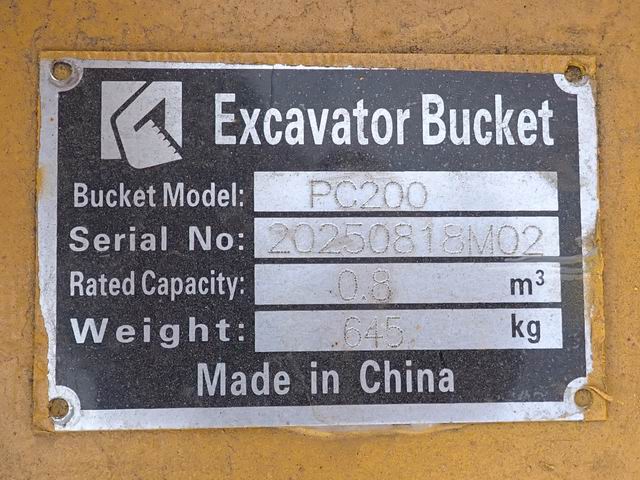 Excavator Bucket
Bucket Model: PC200
Serial No: 20250818M02
Rated Capacity: 0.8 m³
Weight: 645 kg
Made in China